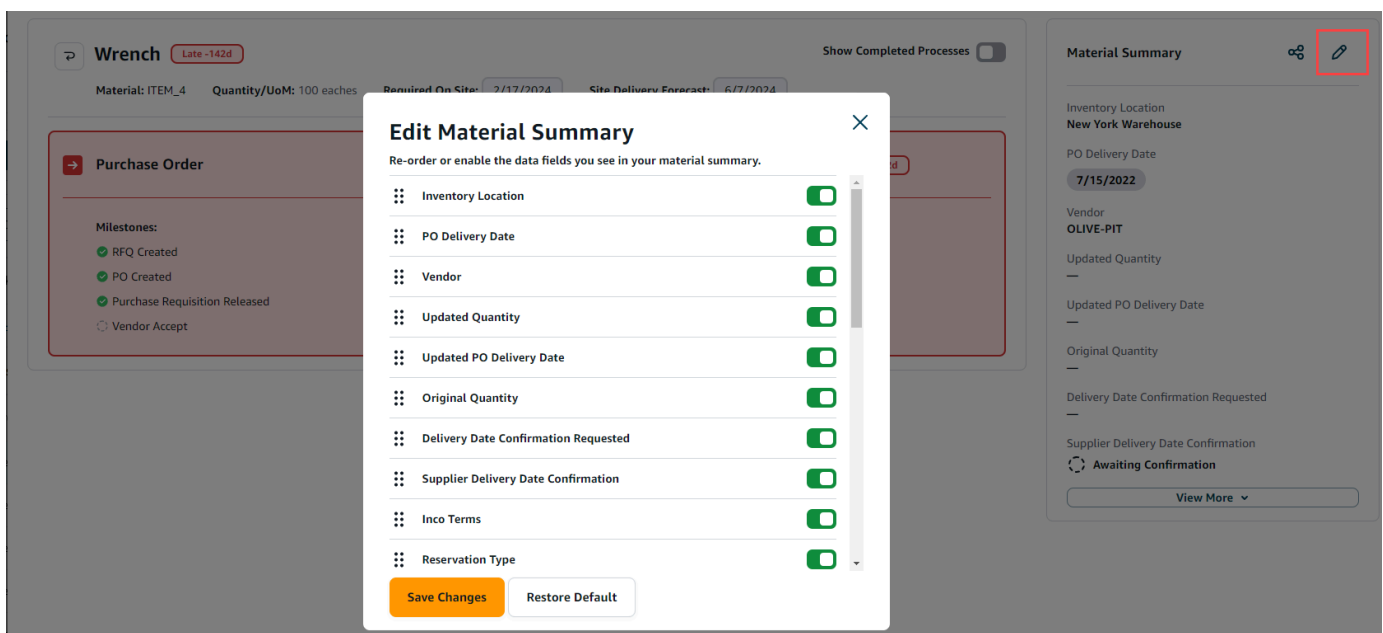 Wrench Late -142d
Show Completed Processes
Material: ITEM_4 Quantity/UoM: 100 eaches Required On Site: 2/17/2024 Site Delivery Forecast: 6/7/2024
Purchase Order
Milestones:
RFQ Created
PO Created
Purchase Requisition Released
Vendor Accept
Edit Material Summary
Re-order or enable the data fields you see in your material summary.
Inventory Location
PO Delivery Date
Vendor
Updated Quantity
Updated PO Delivery Date
Original Quantity
Delivery Date Confirmation Requested
Supplier Delivery Date Confirmation
Inco Terms
Reservation Type
Save Changes Restore Default
Material Summary
Inventory Location
New York Warehouse
PO Delivery Date
7/15/2022
Vendor
OLIVE-PIT
Updated Quantity
—
Updated PO Delivery Date
—
Original Quantity
—
Delivery Date Confirmation Requested
—
Supplier Delivery Date Confirmation
Awaiting Confirmation
View More